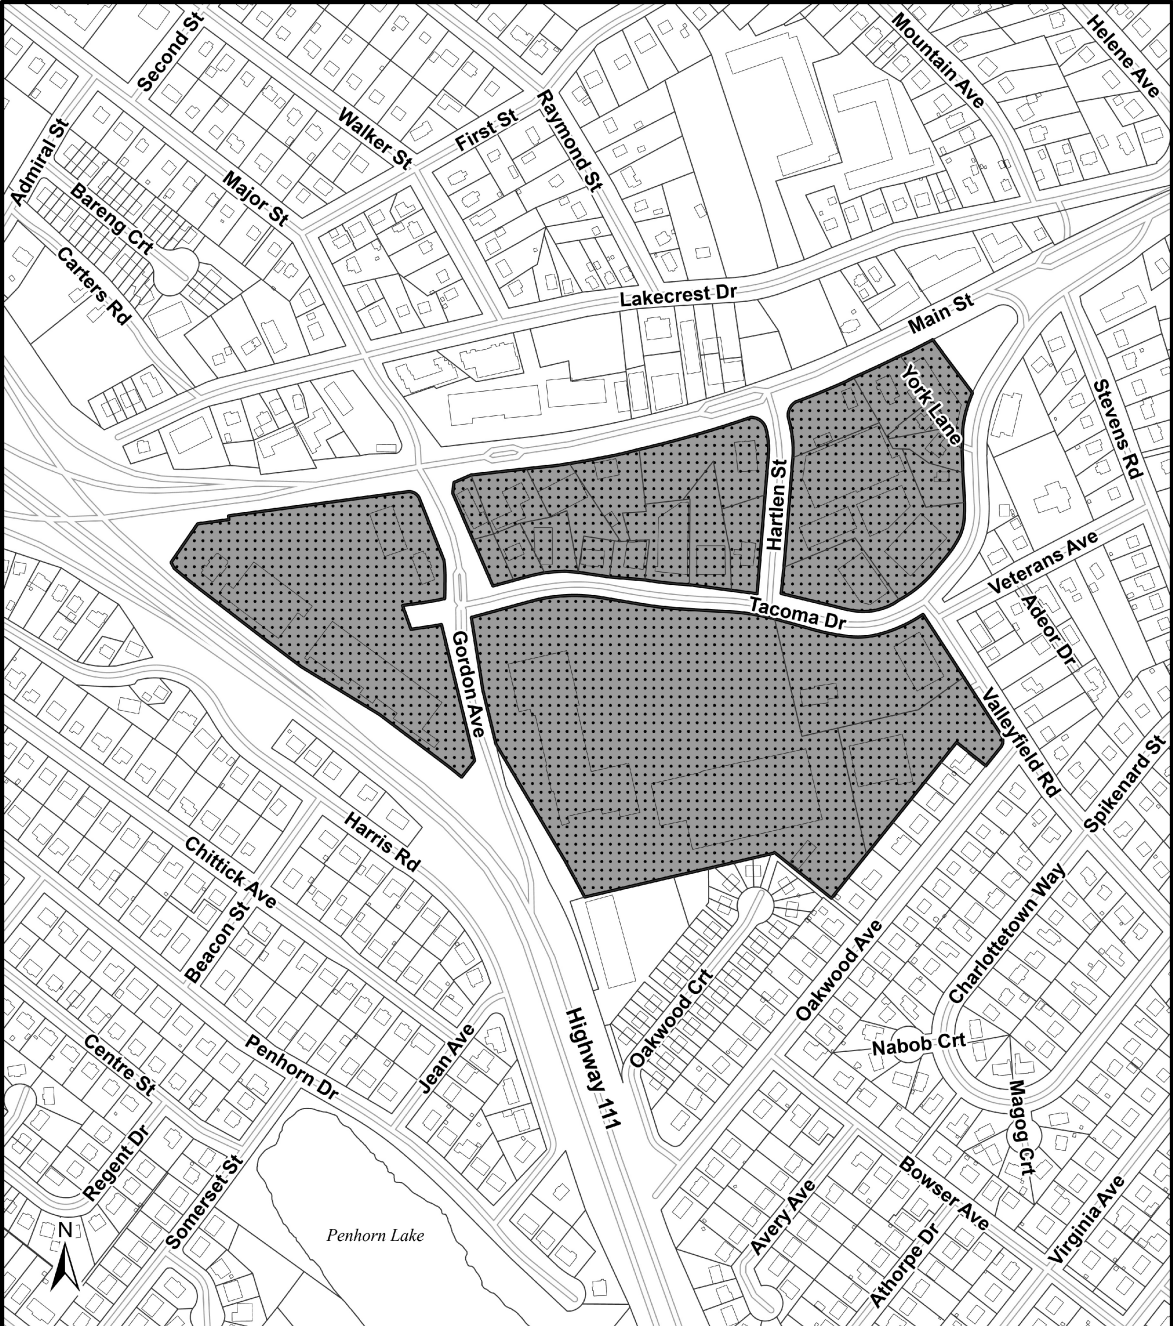 Second St
Mountain Ave
Helene Ave
Walker St
First St
Raymond St
Admiral St
Major St
Bareng Crt
Carters Rd
Lakecrest Dr
Main St
York Lane
Stevens Rd
Hartlen St
Veterans Ave
Tacoma Dr
Adeor Dr
Gordon Ave
Valleyfield Rd
Spikenard St
Harris Rd
Chittick Ave
Beacon St
Charlottetown Way
Oakwood Ave
Oakwood Crt
Highway 111
Nabob Crt
Centre St
Penhorn Dr
Jean Ave
Magog Crt
Regent Dr
Somerset St
Bowser Ave
Avery Ave
Virginia Ave
Athorpe Dr
N
Penhorn Lake